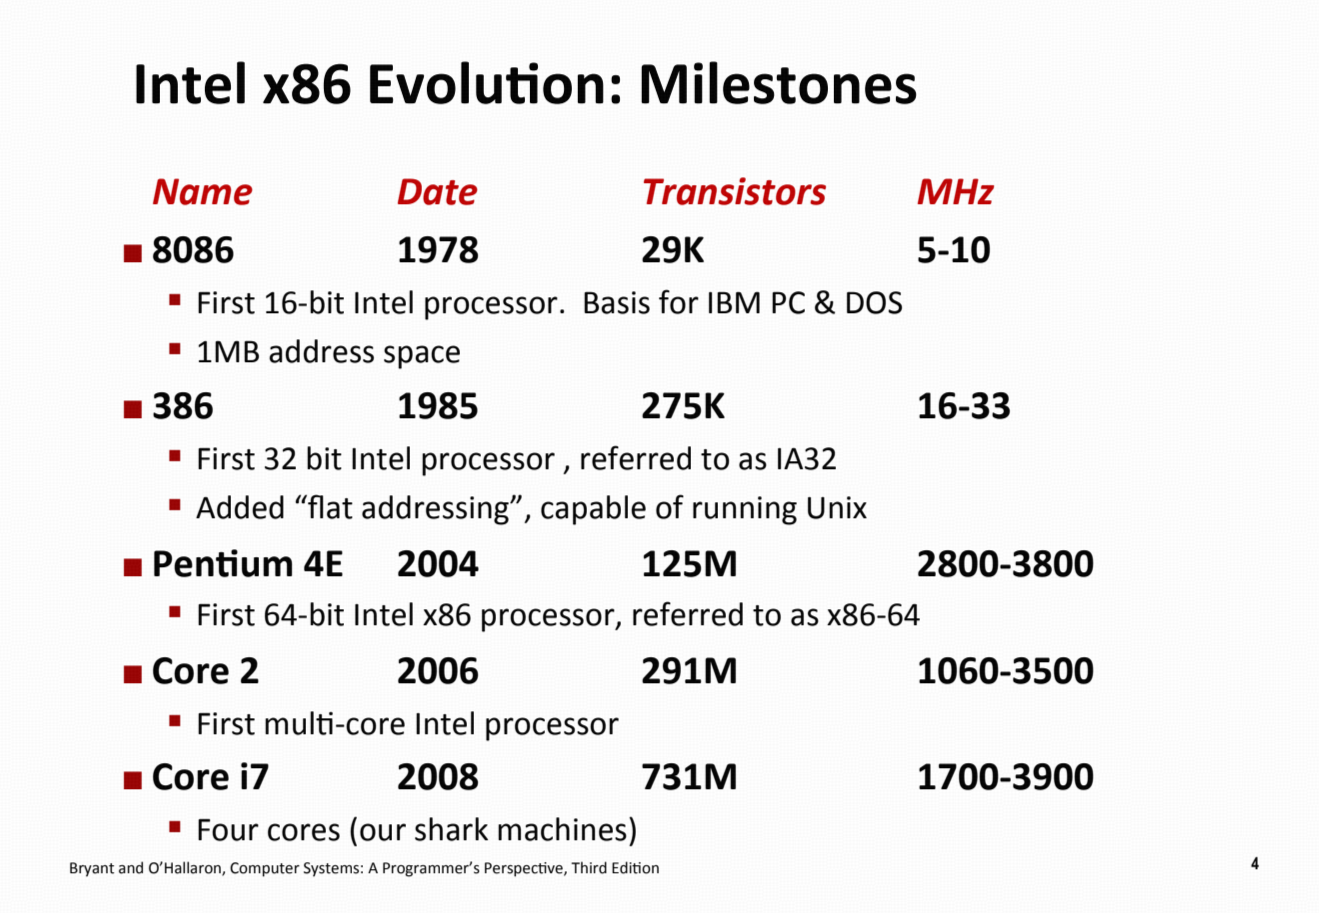 Intel x86 Evolution: Milestones
Name Date Transistors MHz
8086 1978 29K 5-10
First 16-bit Intel processor. Basis for IBM PC & DOS
1MB address space
386 1985 275K 16-33
First 32 bit Intel processor , referred to as IA32
Added “flat addressing”, capable of running Unix
Pentium 4E 2004 125M 2800-3800
First 64-bit Intel x86 processor, referred to as x86-64
Core 2 2006 291M 1060-3500
First multi-core Intel processor
Core i7 2008 731M 1700-3900
Four cores (our shark machines)
Bryant and O’Hallaron, Computer Systems: A Programmer’s Perspective, Third Edition 4